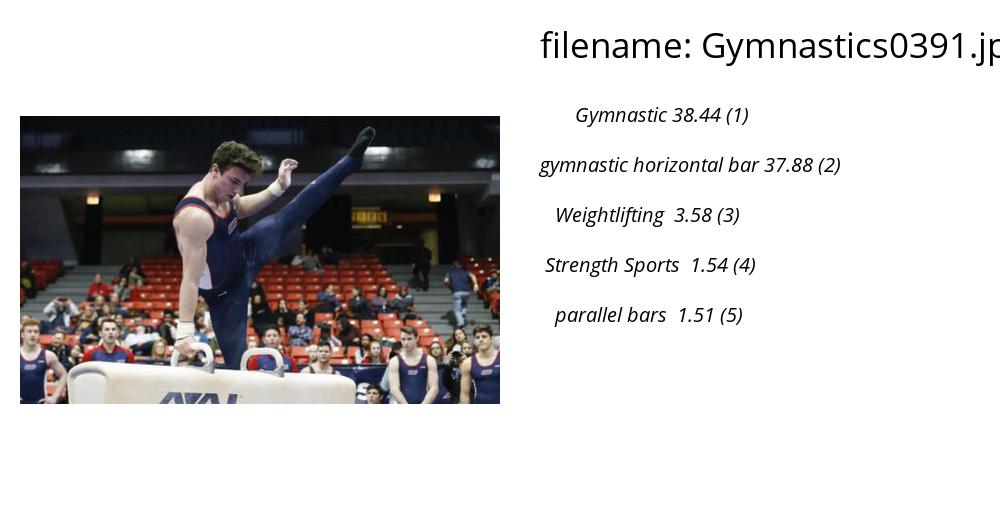 filename: Gymnastics0391.jp
Gymnastic 38.44 (1)
gymnastic horizontal bar 37.88 (2)
Weightlifting 3.58 (3)
Strength Sports 1.54 (4)
parallel bars 1.51 (5)